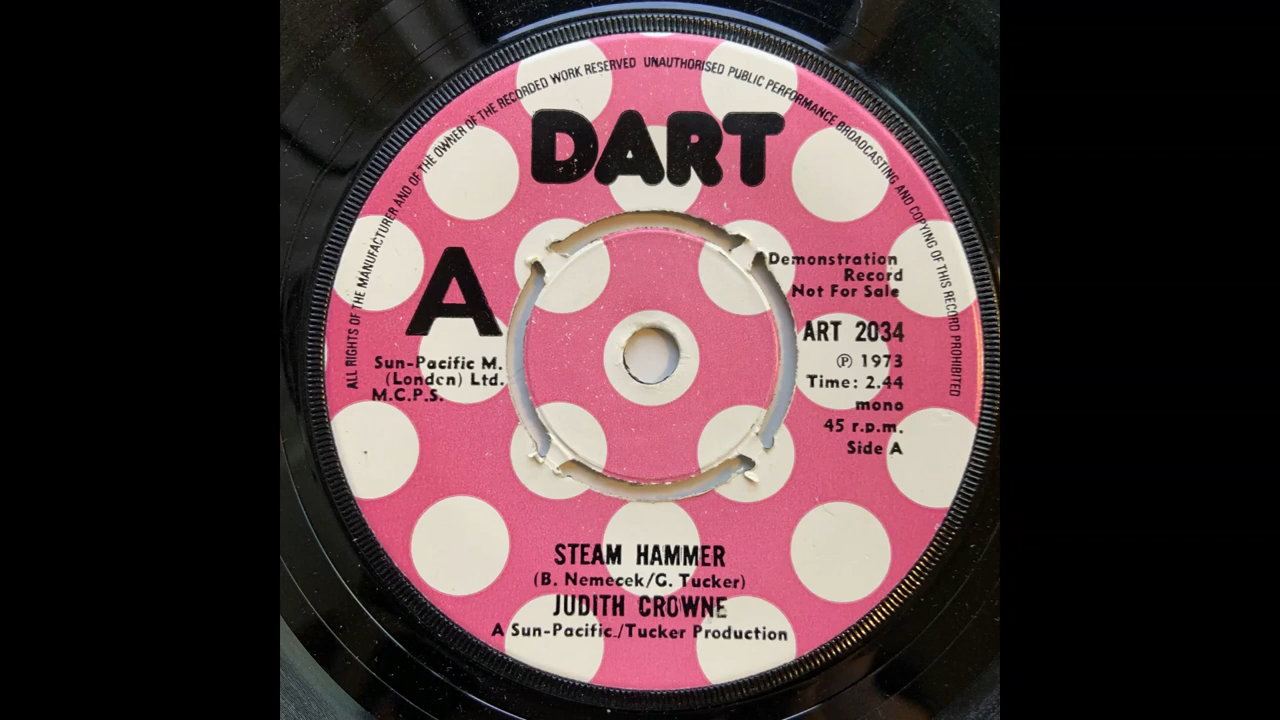 ALL RIGHTS OF THE MANUFACTURER AND OF THE OWNER OF THE RECORDED WORK RESERVED UNAUTHORISED PUBLIC PERFORMANCE BROADCASTING AND COPYING OF THIS RECORD PROHIBITED
DART
A
Sun-Pacific M.
(London) Ltd.
M.C.P.S.
Demonstration
Record
Not For Sale
ART 2034
℗ 1973
Time: 2.44
mono
45 r.p.m.
Side A
STEAM HAMMER
(B. Nemecek/G. Tucker)
JUDITH CROWNE
A Sun-Pacific./Tucker Production